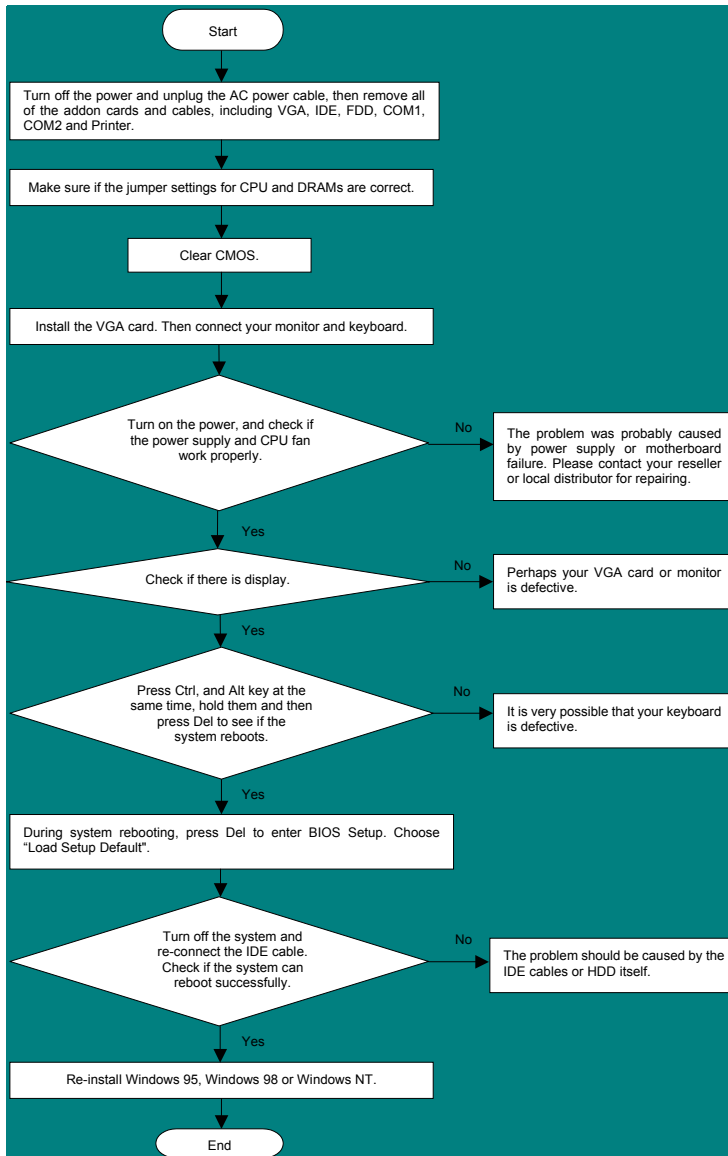 Start
Turn off the power and unplug the AC power cable, then remove all
of the addon cards and cables, including VGA, IDE, FDD, COM1,
COM2 and Printer.
Make sure if the jumper settings for CPU and DRAMs are correct.
Clear CMOS.
Install the VGA card. Then connect your monitor and keyboard.
Turn on the power, and check if
the power supply and CPU fan
work properly.
No
The problem was probably caused
by power supply or motherboard
failure. Please contact your reseller
or local distributor for repairing.
Yes
Check if there is display.
No
Perhaps your VGA card or monitor
is defective.
Yes
Press Ctrl, and Alt key at the
same time, hold them and then
press Del to see if the
system reboots.
No
It is very possible that your keyboard
is defective.
Yes
During system rebooting, press Del to enter BIOS Setup. Choose
“Load Setup Default".
Turn off the system and
re-connect the IDE cable.
Check if the system can
reboot successfully.
No
The problem should be caused by the
IDE cables or HDD itself.
Yes
Re-install Windows 95, Windows 98 or Windows NT.
End